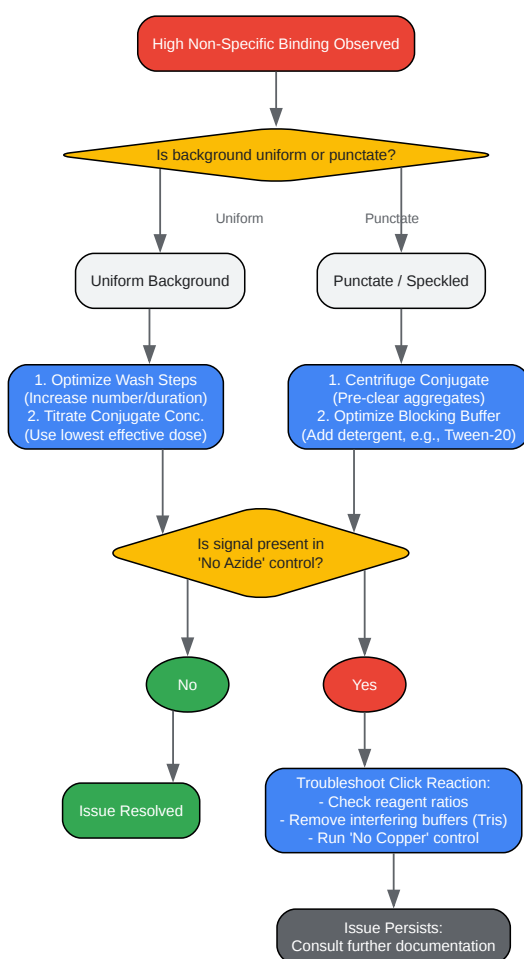 High Non-Specific Binding Observed
Is background uniform or punctate?
Uniform
Punctate
Uniform Background
Punctate / Speckled
1. Optimize Wash Steps
(Increase number/duration)
2. Titrate Conjugate Conc.
(Use lowest effective dose)
1. Centrifuge Conjugate
(Pre-clear aggregates)
2. Optimize Blocking Buffer
(Add detergent, e.g., Tween-20)
Is signal present in
'No Azide' control?
No
Yes
Issue Resolved
Troubleshoot Click Reaction:
- Check reagent ratios
- Remove interfering buffers (Tris)
- Run 'No Copper' control
Issue Persists:
Consult further documentation